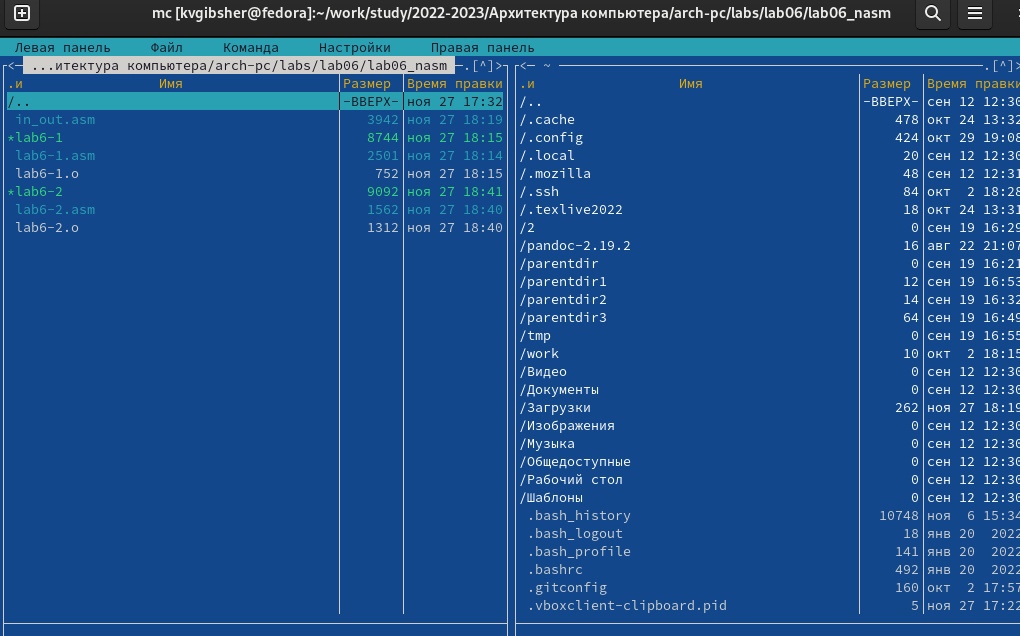 mc [kvgibsher@fedora]:~/work/study/2022-2023/Архитектура компьютера/arch-pc/labs/lab06/lab06_nasm
Левая панель Файл Команда Настройки Правая панель
<─ ...итектура компьютера/arch-pc/labs/lab06/lab06_nasm .[^]>
.и Имя Размер Время правки
/.. -ВВЕРХ- ноя 27 17:32
in_out.asm 3942 ноя 27 18:19
*lab6-1 8744 ноя 27 18:15
lab6-1.asm 2501 ноя 27 18:14
lab6-1.o 752 ноя 27 18:15
*lab6-2 9092 ноя 27 18:41
lab6-2.asm 1562 ноя 27 18:40
lab6-2.o 1312 ноя 27 18:40
<─ ~ .[^]>
.и Имя Размер Время правки
/.. -ВВЕРХ- сен 12 12:30
/.cache 478 окт 24 13:32
/.config 424 окт 29 19:08
/.local 20 сен 12 12:30
/.mozilla 48 сен 12 12:31
/.ssh 84 окт 2 18:28
/.texlive2022 18 окт 24 13:31
/2 0 сен 19 16:29
/pandoc-2.19.2 16 авг 22 21:07
/parentdir 0 сен 19 16:21
/parentdir1 12 сен 19 16:53
/parentdir2 14 сен 19 16:32
/parentdir3 64 сен 19 16:49
/tmp 0 сен 19 16:55
/work 10 окт 2 18:15
/Видео 0 сен 12 12:30
/Документы 0 сен 12 12:30
/Загрузки 262 ноя 27 18:19
/Изображения 0 сен 12 12:30
/Музыка 0 сен 12 12:30
/Общедоступные 0 сен 12 12:30
/Рабочий стол 0 сен 12 12:30
/Шаблоны 0 сен 12 12:30
.bash_history 10748 ноя 6 15:34
.bash_logout 18 янв 20 2022
.bash_profile 141 янв 20 2022
.bashrc 492 янв 20 2022
.gitconfig 160 окт 2 17:57
.vboxclient-clipboard.pid 5 ноя 27 17:22